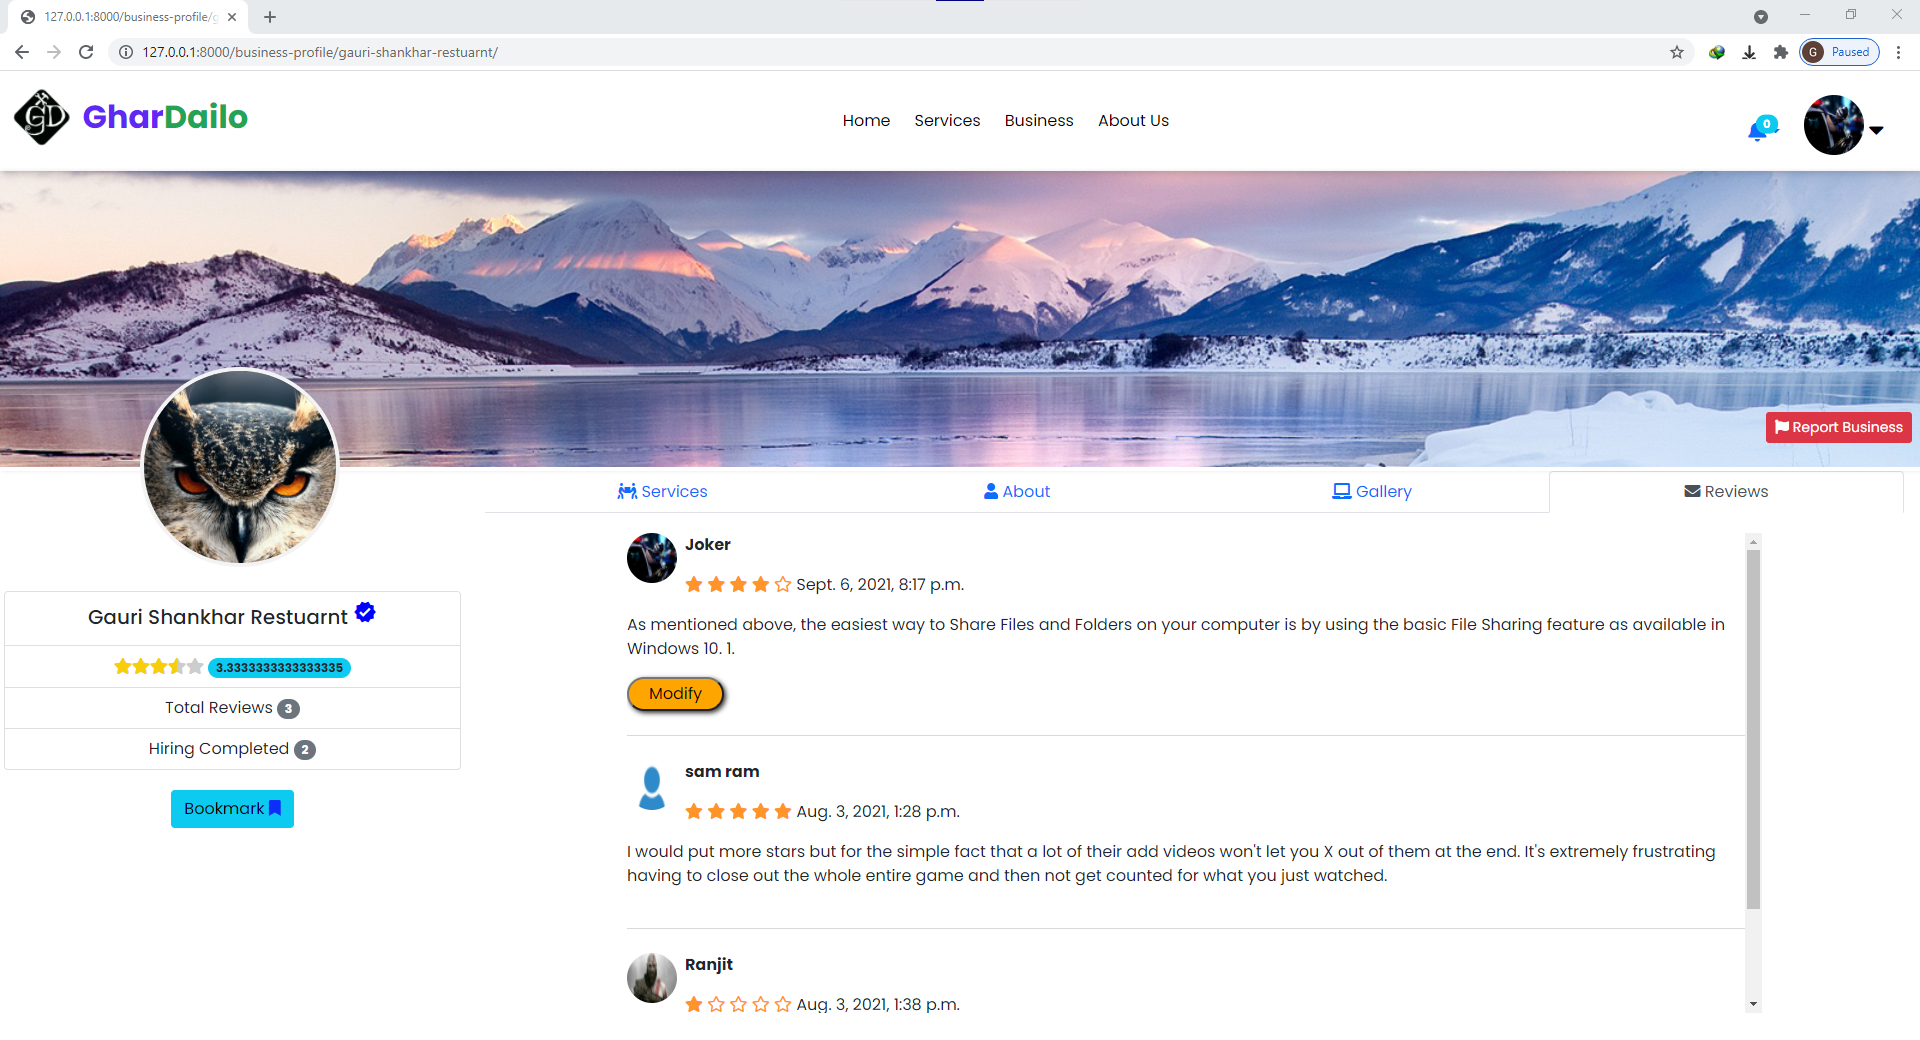 127.0.0.1:8000/business-profile/g
127.0.0.1:8000/business-profile/gauri-shankhar-restuarnt/
G Paused
GD GharDailo
Home Services Business About Us
0
Report Business
Services About Gallery Reviews
Gauri Shankhar Restuarnt
3.3333333333333335
Total Reviews 3
Hiring Completed 2
Bookmark
Joker
Sept. 6, 2021, 8:17 p.m.
As mentioned above, the easiest way to Share Files and Folders on your computer is by using the basic File Sharing feature as available in
Windows 10. 1.
Modify
sam ram
Aug. 3, 2021, 1:28 p.m.
I would put more stars but for the simple fact that a lot of their add videos won't let you X out of them at the end. It's extremely frustrating
having to close out the whole entire game and then not get counted for what you just watched.
Ranjit
Aug. 3, 2021, 1:38 p.m.